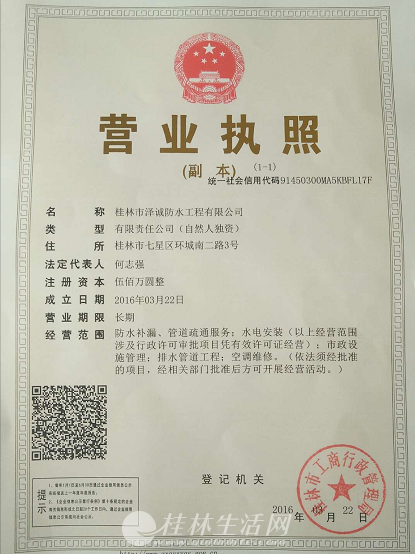 营业执照
(副 本) (1-1)
统一社会信用代码91450300MA5KBFL17F
名 称 桂林市泽诚防水工程有限公司
类 型 有限责任公司(自然人独资)
住 所 桂林市七星区环城南二路3号
法定代表人 何志强
注册资本 伍佰万圆整
成立日期 2016年03月22日
营业期限 长期
经营范围 防水补漏、管道疏通服务;水电安装(以上经营范围
涉及行政许可审批项目凭有效许可证经营);市政设
施管理;排水管道工程;空调维修。(依法须经批准
的项目,经相关部门批准后方可开展经营活动。)
提示
登记机关
桂林市工商行政管理局
2016年 03月 22日
桂林生活网